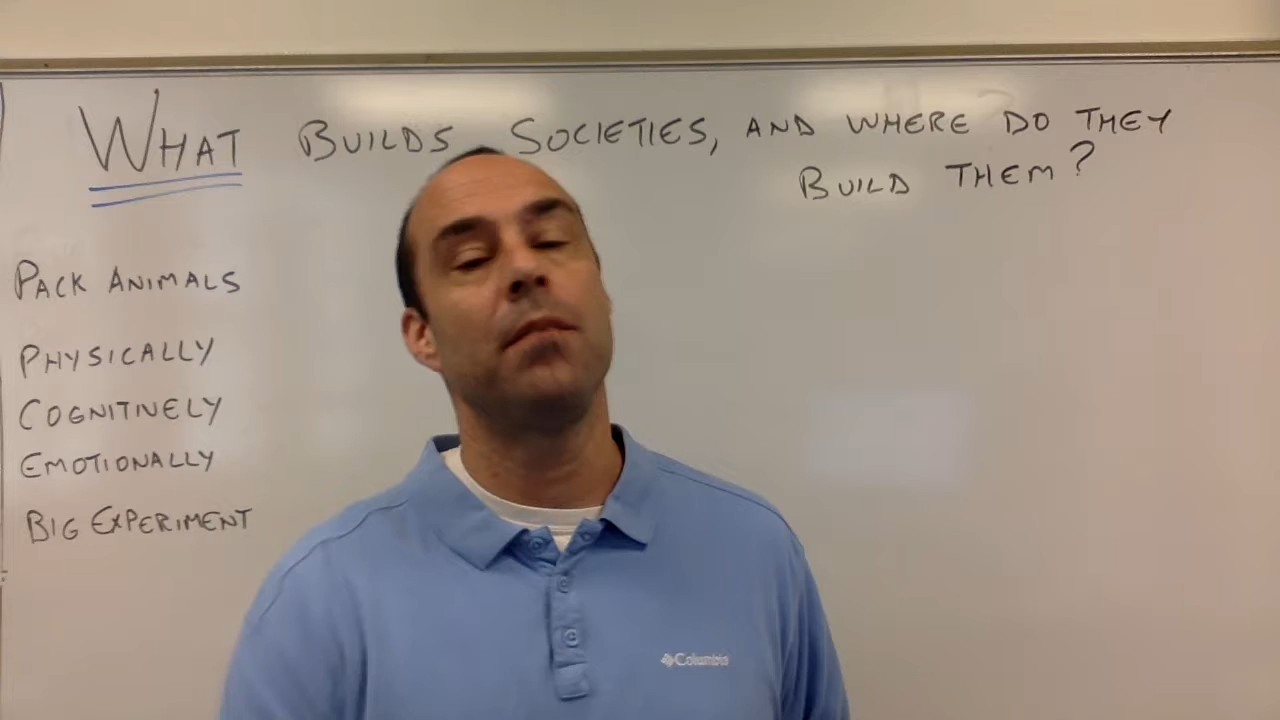 WHAT BUILDS SOCIETIES, AND WHERE DO THEY
BUILD THEM?
PACK ANIMALS
PHYSICALLY
COGNITIVELY
EMOTIONALLY
BIG EXPERIMENT
Columbia